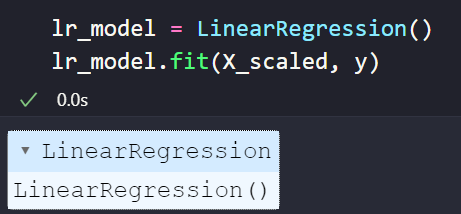 lr_model = LinearRegression()
lr_model.fit(X_scaled, y)
0.0s
LinearRegression
LinearRegression()